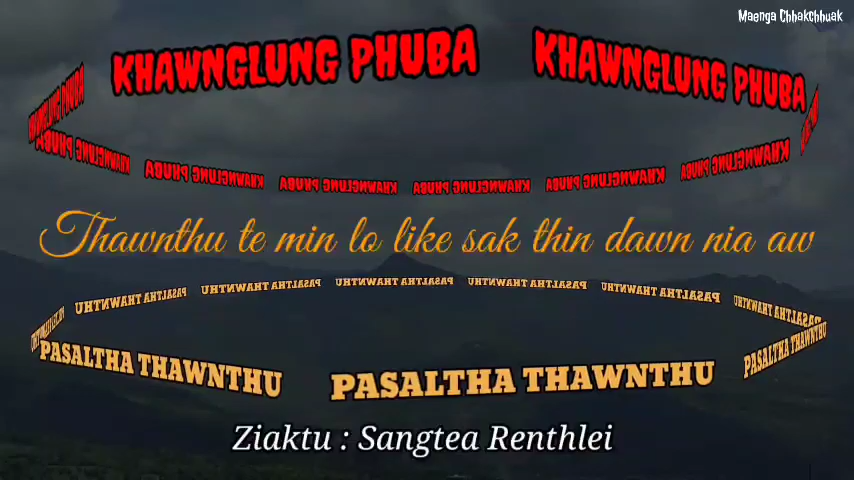 Maenga Chhakchhuak
KHAWNGLUNG PHUBA KHAWNGLUNG PHUBA
KHAWNGLUNG PHUBA KHAWNGLUNG PHUBA KHAWNGLUNG PHUBA KHAWNGLUNG PHUBA KHAWNGLUNG PHUBA KHAWNGLUNG PHUBA
Thawnthu te min lo like sak thin dawn nia aw
PASALTHA THAWNTHU PASALTHA THAWNTHU PASALTHA THAWNTHU PASALTHA THAWNTHU PASALTHA THAWNTHU PASALTHA THAWNTHU
PASALTHA THAWNTHU PASALTHA THAWNTHU PASALTHA THAWNTHU
Ziaktu : Sangtea Renthlei